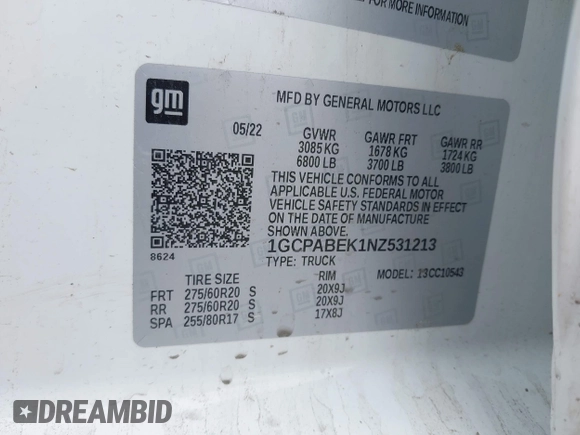 FOR MORE INFORMATION
gm
MFD BY GENERAL MOTORS LLC
05/22 GVWR GAWR FRT GAWR RR
3085 KG 1678 KG 1724 KG
6800 LB 3700 LB 3800 LB
THIS VEHICLE CONFORMS TO ALL
APPLICABLE U.S. FEDERAL MOTOR
VEHICLE SAFETY STANDARDS IN EFFECT
ON THE DATE OF MANUFACTURE
SHOWN ABOVE.
1GCPABEK1NZ531213
8624
TYPE: TRUCK
TIRE SIZE RIM MODEL: 13CC10543
FRT 275/60R20 S 20X9J
RR 275/60R20 S 20X9J
SPA 255/80R17 S 17X8J
DREAMBID